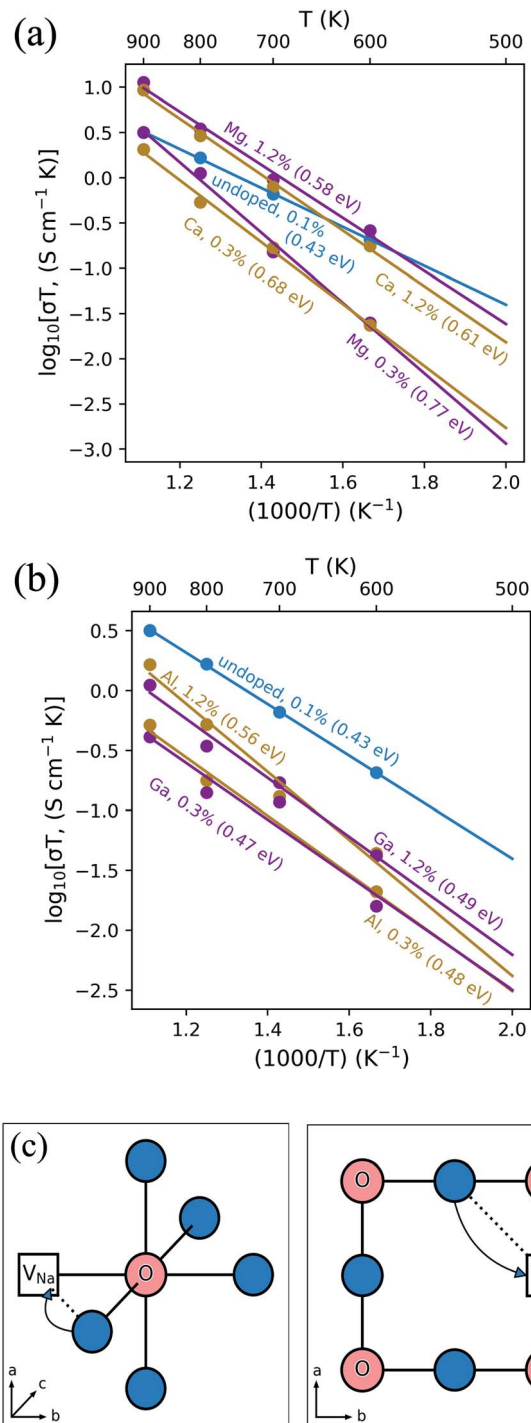 (a)
T (K)
900 800 700 600 500
log₁₀[σT, (S cm⁻¹ K)]
1.0
0.5
0.0
−0.5
−1.0
−1.5
−2.0
−2.5
−3.0
Mg, 1.2% (0.58 eV)
undoped, 0.1%
(0.43 eV)
Ca, 0.3% (0.68 eV)
Ca, 1.2% (0.61 eV)
Mg, 0.3% (0.77 eV)
1.2 1.4 1.6 1.8 2.0
(1000/T) (K⁻¹)
(b)
T (K)
900 800 700 600 500
log₁₀[σT, (S cm⁻¹ K)]
0.5
0.0
−0.5
−1.0
−1.5
−2.0
−2.5
undoped, 0.1% (0.43 eV)
Al, 1.2% (0.56 eV)
Ga, 0.3% (0.47 eV)
Ga, 1.2% (0.49 eV)
Al, 0.3% (0.48 eV)
1.2 1.4 1.6 1.8 2.0
(1000/T) (K⁻¹)
(c)
V_Na
O
a
c
b
O
O
a
b